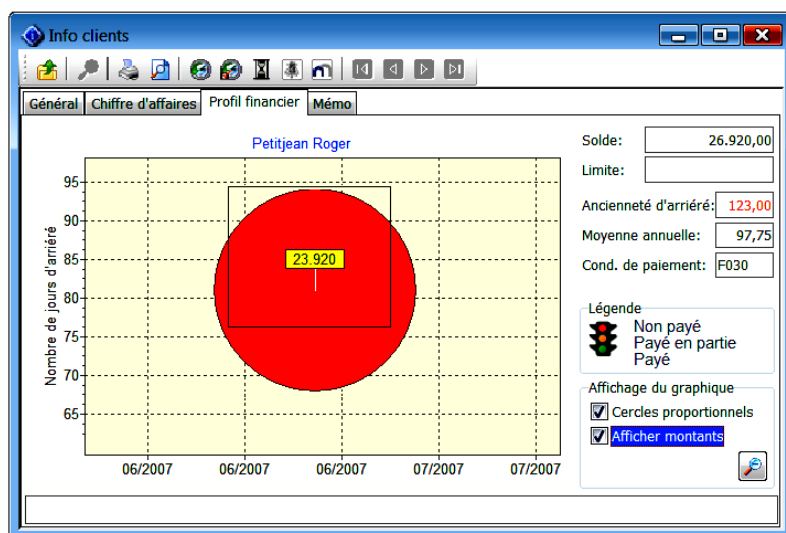 Info clients
Général Chiffre d'affaires Profil financier Mémo
Petitjean Roger
Nombre de jours d'arriéré
95
90
85
80
75
70
65
23.920
06/2007 06/2007 06/2007 07/2007 07/2007
Solde: 26.920,00
Limite:
Ancienneté d'arriéré: 123,00
Moyenne annuelle: 97,75
Cond. de paiement: F030
Légende
Non payé
Payé en partie
Payé
Affichage du graphique
Cercles proportionnels
Afficher montants